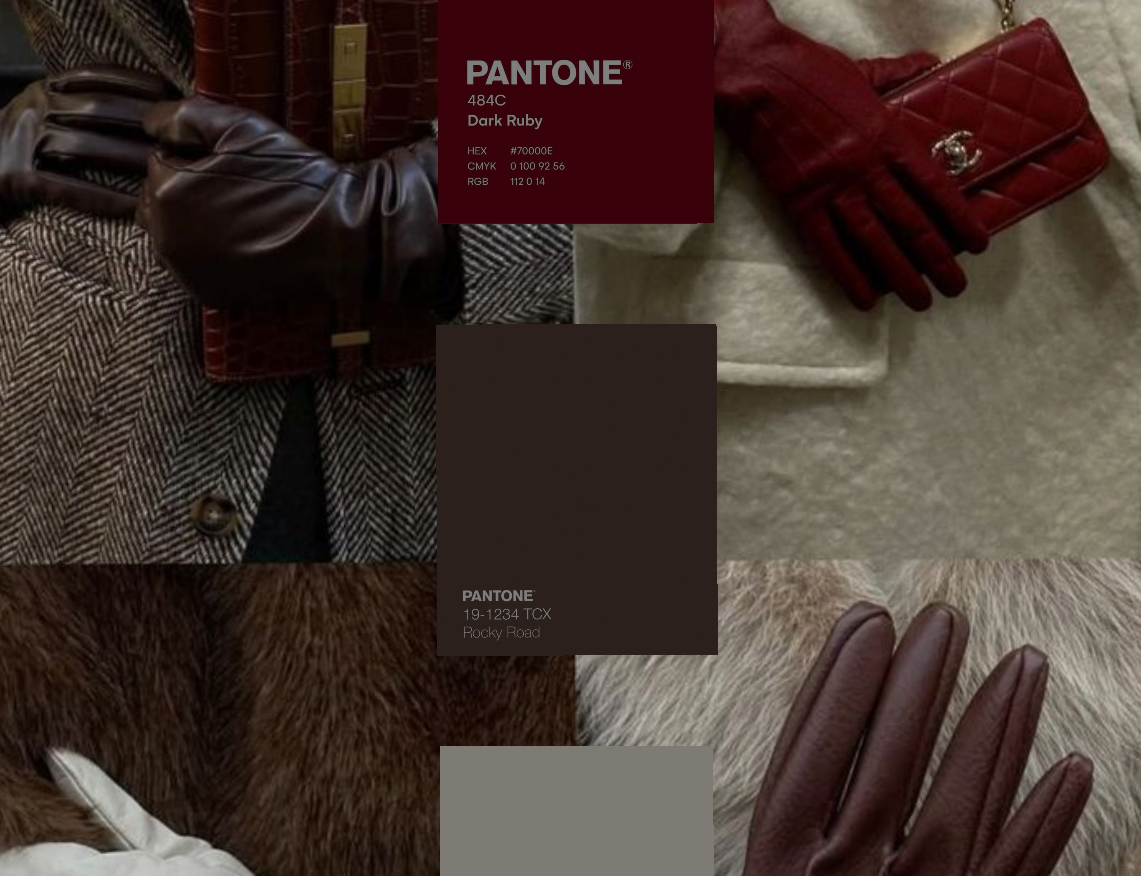 PANTONE®
484C
Dark Ruby
HEX #70000E
CMYK 0 100 92 56
RGB 112 0 14
PANTONE
19-1234 TCX
Rocky Road